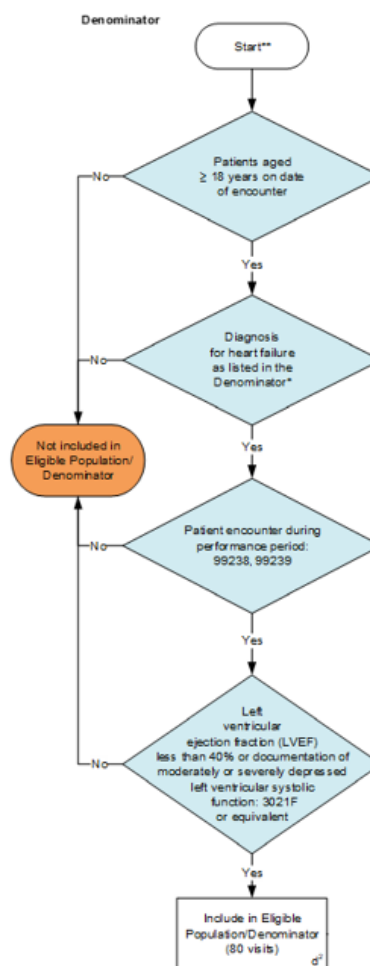 Denominator
Start**
Patients aged
≥ 18 years on date
of encounter
No
Yes
Diagnosis
for heart failure
as listed in the
Denominator*
No
Yes
Not included in
Eligible Population/
Denominator
Patient encounter during
performance period:
99238, 99239
No
Yes
Left
ventricular
ejection fraction (LVEF)
less than 40% or documentation of
moderately or severely depressed
left ventricular systolic
function: 3021F
or equivalent
No
Yes
Include in Eligible
Population/Denominator
(80 visits)
d²